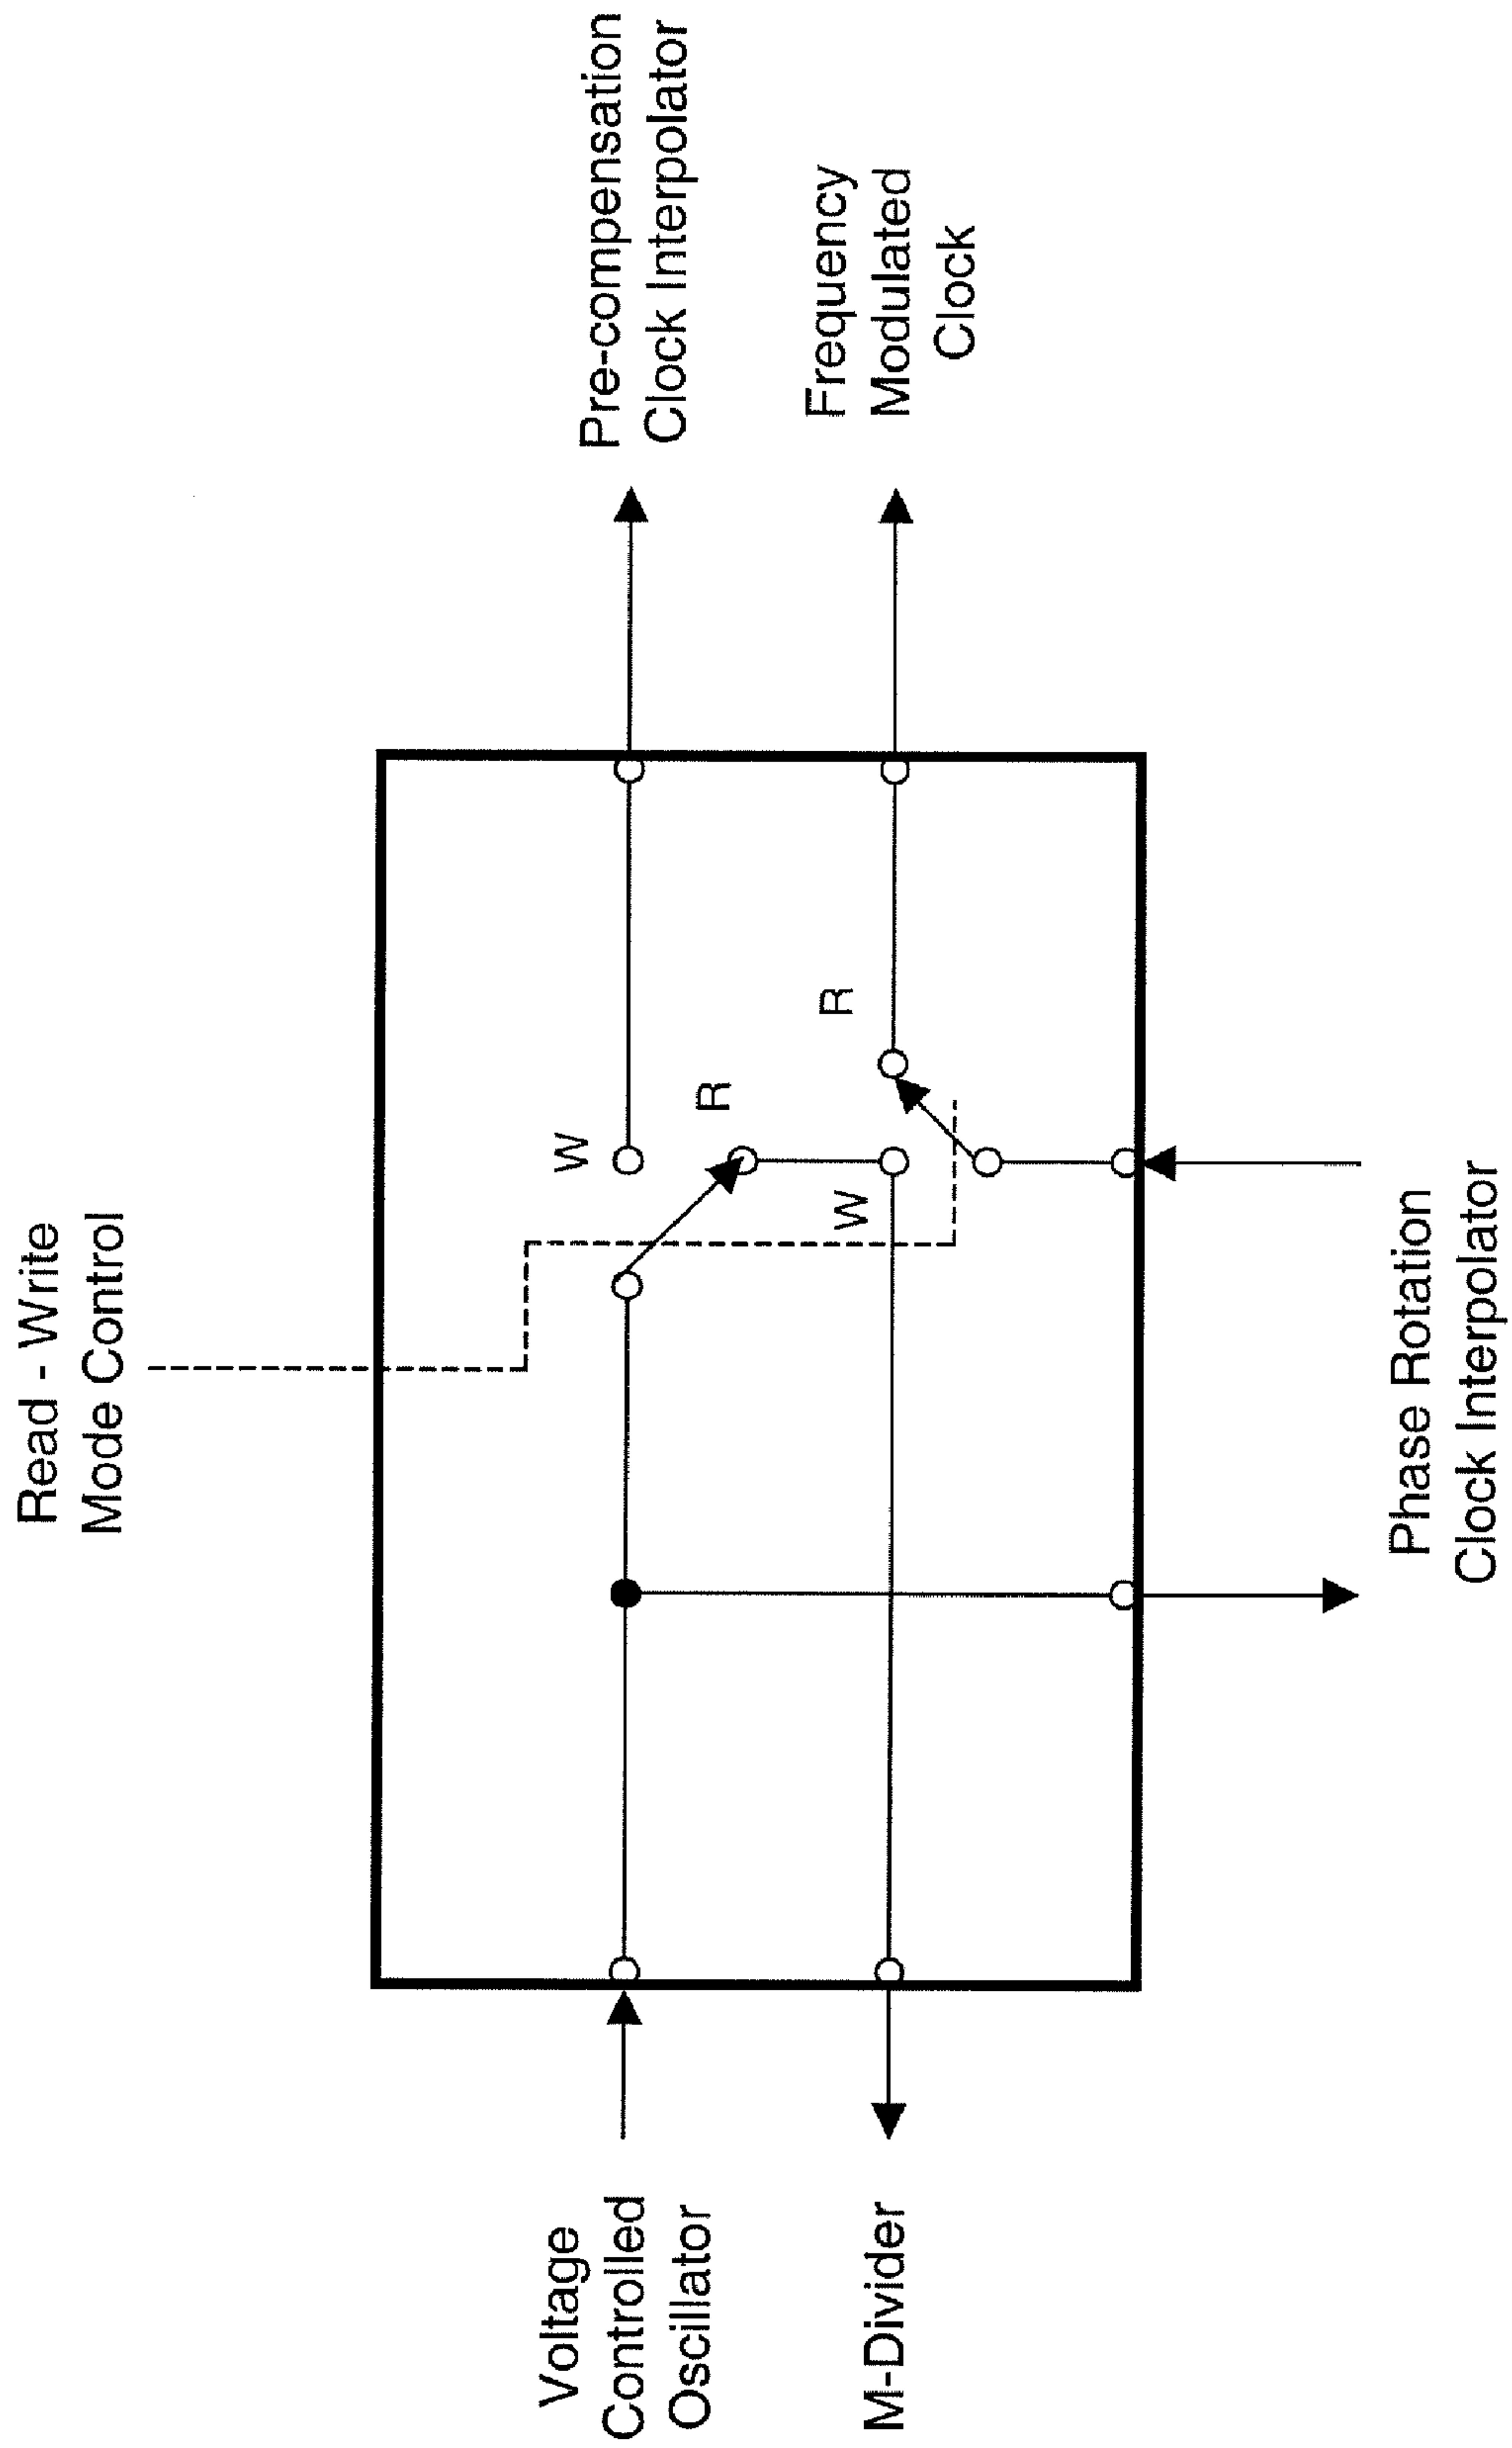 Read - Write
Mode Control
Voltage
Controlled
Oscillator
W
Pre-compensation
Clock Interpolator
R
R
M-Divider
W
Frequency
Modulated
Clock
Phase Rotation
Clock Interpolator